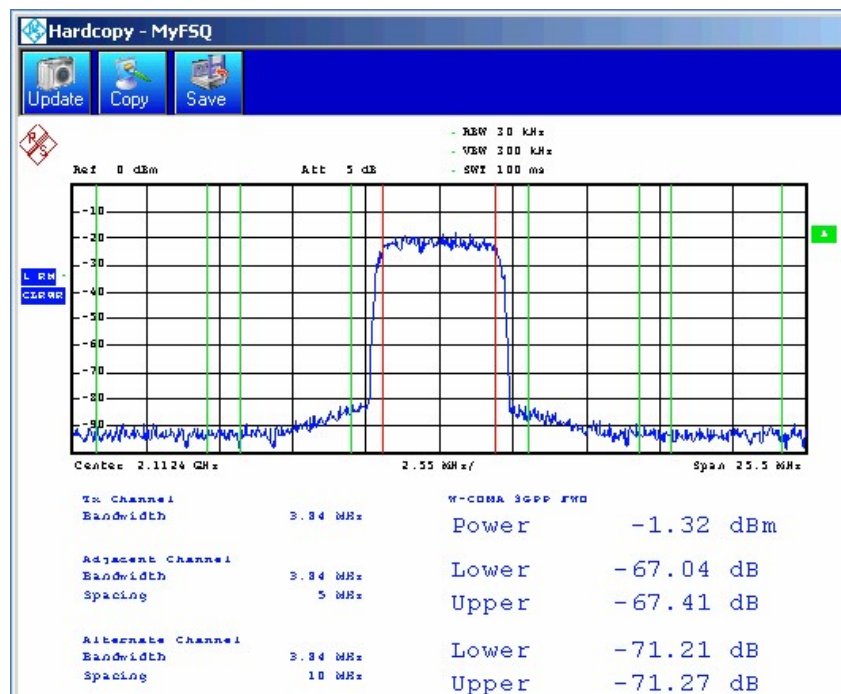 Hardcopy - MyFSQ
Update Copy Save
R S
- RBW 30 kHz
- VBW 300 kHz
Ref 0 dBm Att 5 dB - SWT 100 ms
-10
-20
A
-30
1 RM
CLRWR
-40
-50
-60
-70
-80
-90
Center 2.1124 GHz 2.55 MHz/ Span 25.5 MHz
Tx Channel W-CDMA 3GPP FWD
Bandwidth 3.84 MHz Power -1.32 dBm
Adjacent Channel
Bandwidth 3.84 MHz Lower -67.04 dB
Spacing 5 MHz Upper -67.41 dB
Alternate Channel
Bandwidth 3.84 MHz Lower -71.21 dB
Spacing 10 MHz Upper -71.27 dB